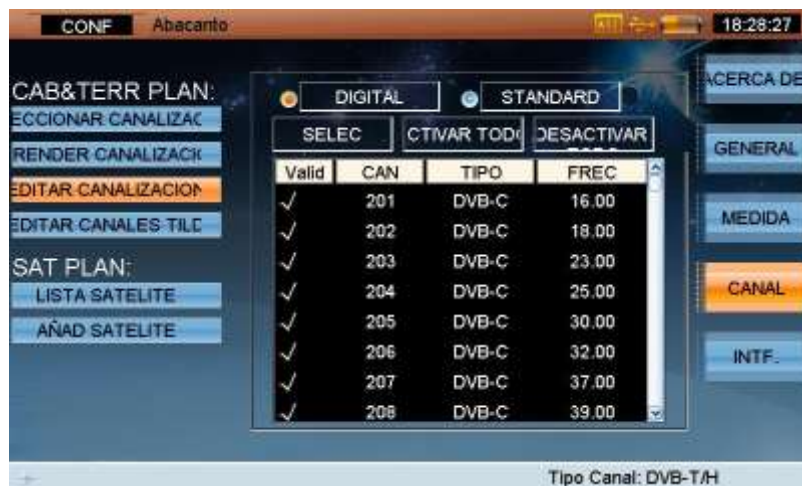 CONF Abacanto 18:28:27
CAB&TERR PLAN:
ECCIONAR CANALIZAC
RENDER CANALIZACI
EDITAR CANALIZACION
EDITAR CANALES TILD
SAT PLAN:
LISTA SATELITE
AÑAD SATELITE
DIGITAL STANDARD
SELEC CTIVAR TOD DESACTIVAR
Valid CAN TIPO FREC
201 DVB-C 16.00
202 DVB-C 18.00
203 DVB-C 23.00
204 DVB-C 25.00
205 DVB-C 30.00
206 DVB-C 32.00
207 DVB-C 37.00
208 DVB-C 39.00
ACERCA DE
GENERAL
MEDIDA
CANAL
INTF.
Tipo Canal: DVB-T/H